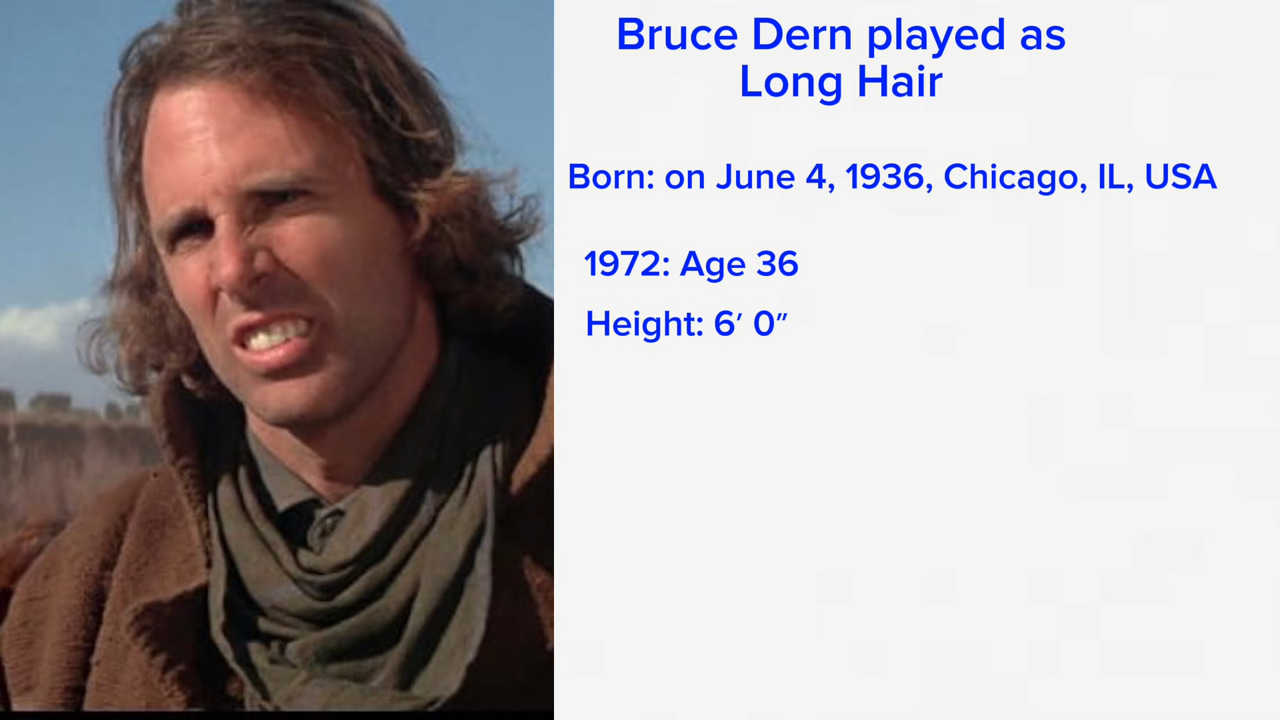 Bruce Dern played as
Long Hair
Born: on June 4, 1936, Chicago, IL, USA
1972: Age 36
Height: 6′ 0″